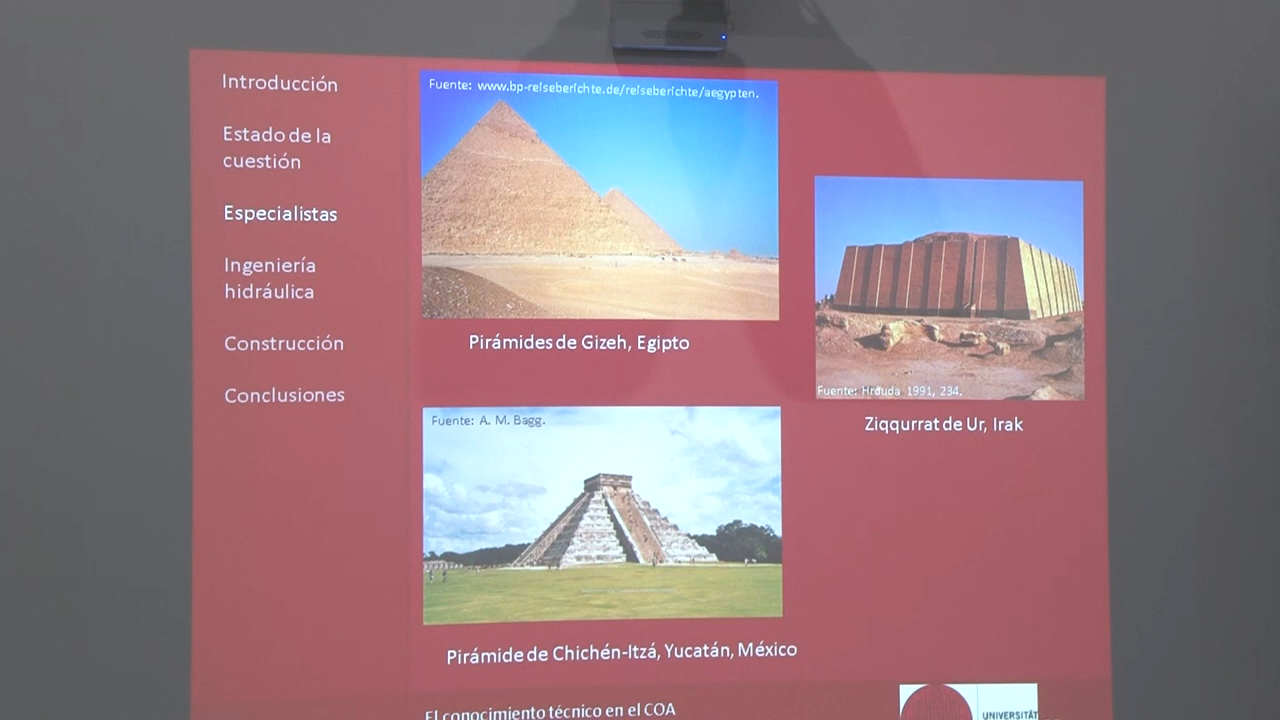 Introducción
Estado de la
cuestión
Especialistas
Ingeniería
hidráulica
Construcción
Conclusiones
Fuente: www.bp-reiseberichte.de/reiseberichte/aegypten.
Pirámides de Gizeh, Egipto
Fuente: Hrouda 1991, 234.
Ziqqurrat de Ur, Irak
Fuente: A. M. Bagg.
Pirámide de Chichén-Itzá, Yucatán, México
El conocimiento técnico en el COA
UNIVERSITÄT